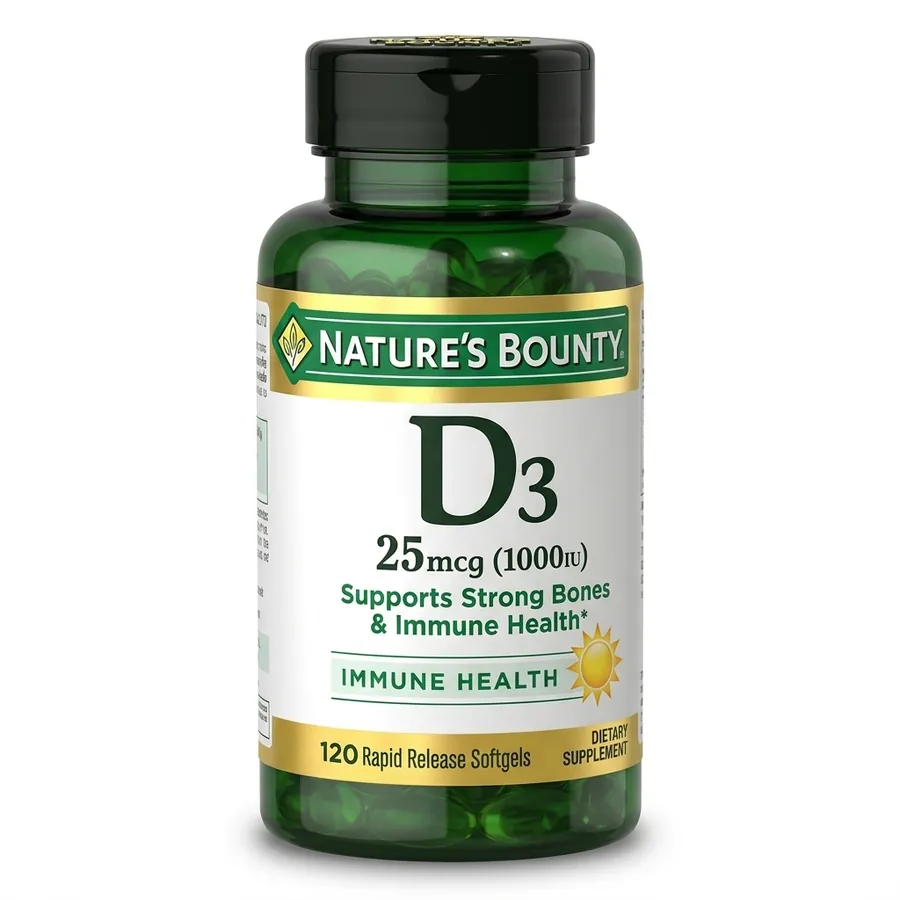 NATURE'S BOUNTY®
D3
25mcg (1000IU)
Supports Strong Bones
& Immune Health*
IMMUNE HEALTH
120 Rapid Release Softgels
DIETARY
SUPPLEMENT